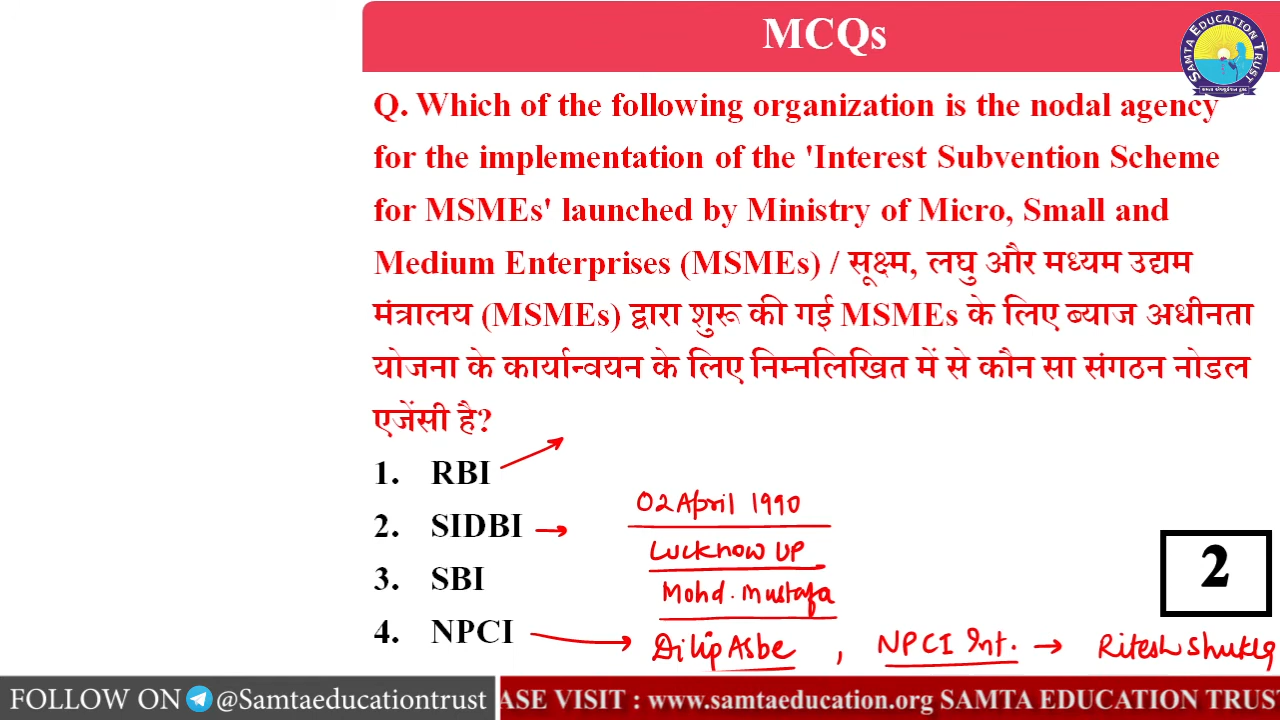 MCQs
SAMTA EDUCATION TRUST
Q. Which of the following organization is the nodal agency
for the implementation of the 'Interest Subvention Scheme
for MSMEs' launched by Ministry of Micro, Small and
Medium Enterprises (MSMEs) / सूक्ष्म, लघु और मध्यम उद्यम
मंत्रालय (MSMEs) द्वारा शुरू की गई MSMEs के लिए ब्याज अधीनता
योजना के कार्यान्वयन के लिए निम्नलिखित में से कौन सा संगठन नोडल
एजेंसी है?
1. RBI
02 April 1990
2. SIDBI
Lucknow UP
3. SBI
Mohd. Mustafa
2
4. NPCI
Dilip Asbe , NPCI Int. → Ritesh Shukla
FOLLOW ON @Samtaeducationtrust
ASE VISIT : www.samtaeducation.org SAMTA EDUCATION TRUS